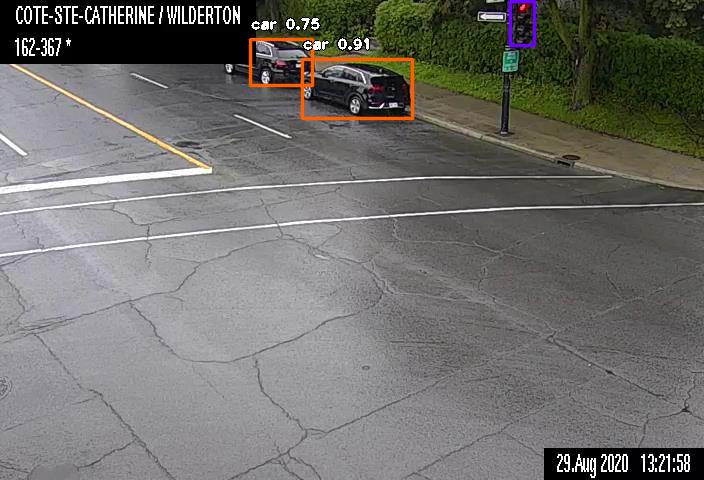 COTE-STE-CATHERINE / WILDERTON
162-367 *
car 0.75
car 0.91
29.Aug 2020 13:21:58